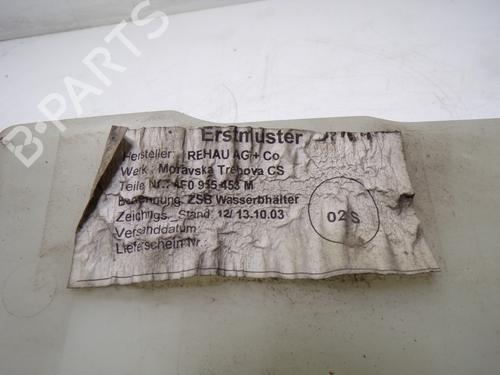 B-PARTS
Erstmuster
Hersteller: REHAU AG + Co
Werk: Moravska Trebova CS
Teile Nr.: 4F0 955 453 M
Benennung: ZSB Wasserbhälter
Zeichngs. Stand: 12/ 13.10.03
Versanddatum
Lieferschein Nr.
02 S